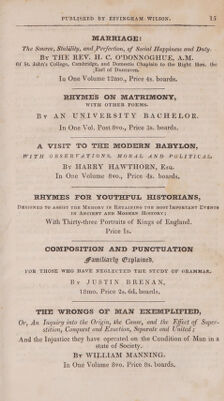 PUBLISHED BY EFFINGHAM WILSON. 15
MARRIAGE:
The Source, Stability, and Perfection, of Social Happiness and Duty.
By THE REV. H. C. O'DONNOGHUE, A.M.
Of St. John's College, Cambridge, and Domestic Chaplain to the Right Hon. the
Earl of
In One Volume 12mo., Price 4s. boards.
RHYMES ON MATRIMONY,
WITH OTHER POEMS.
BY AN UNIVERSITY BACHELOR.
In One Vol. Post 8vo., Price 5s. boards.
A VISIT TO THE MODERN BABYLON,
WITH OBSERVATIONS, MORAL AND POLITICAL.
By HARRY HAWTHORN, Esq.
In One Volume 8vo., Price 4s. boards.
RHYMES FOR YOUTHFUL HISTORIANS,
DESIGNED TO ASSIST THE MEMORY IN RETAINING THE MOST IMPORTANT EVENTS
IN ANCIENT AND MODERN HISTORY;
With Thirty-three Portraits of Kings of England.
Price 1s.
COMPOSITION AND PUNCTUATION
Familiarly Explained,
FOR THOSE WHO HAVE NEGLECTED THE STUDY OF GRAMMAR.
BY JUSTIN BRENAN,
12mo. Price 2s. 6d. boards.
THE WRONGS OF MAN EXEMPLIFIED,
Or, An Inquiry into the Origin, the Cause, and the Effect of Super-
stition, Conquest and Exaction, Separate and United;
And the Injustice they have operated on the Condition of Man in a
state of Society.
By WILLIAM MANNING.
In One Volume 8vo. Price 8s. boards.